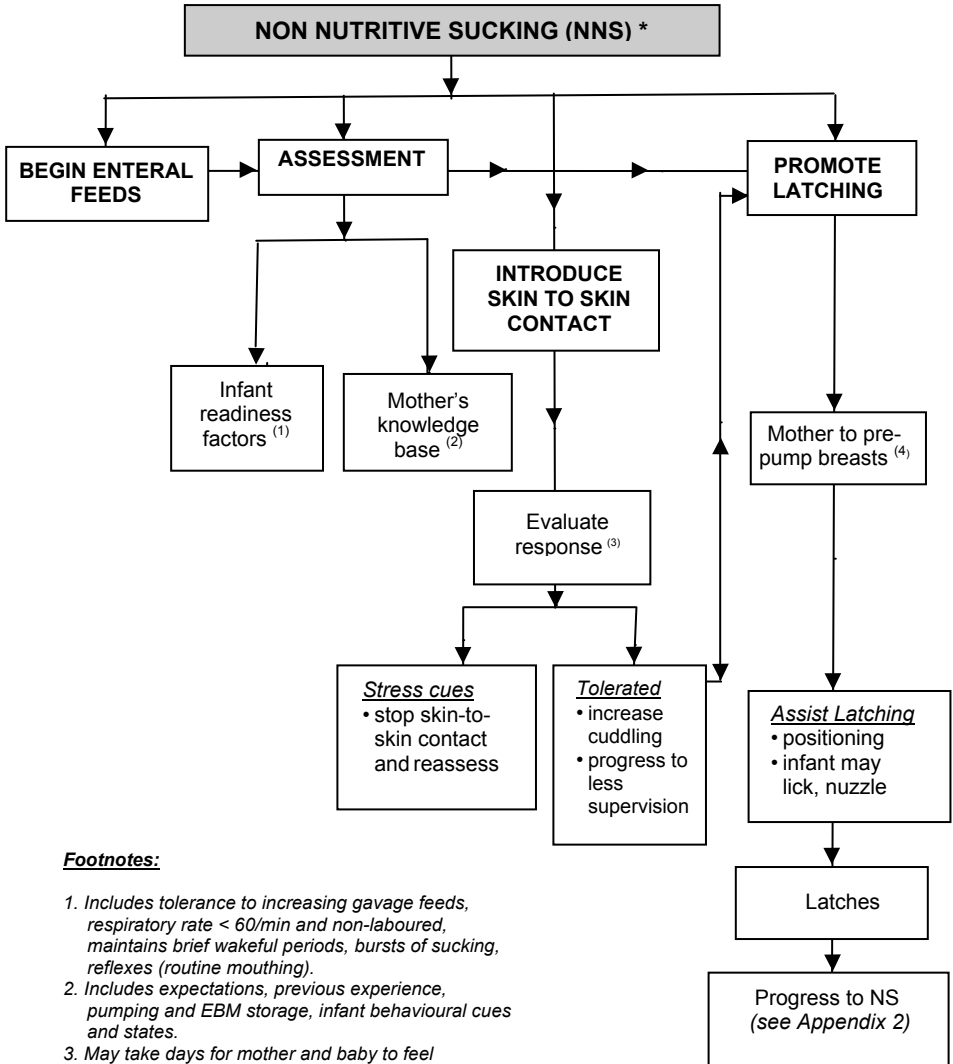 NON NUTRITIVE SUCKING (NNS) *
BEGIN ENTERAL
FEEDS
ASSESSMENT
PROMOTE
LATCHING
INTRODUCE
SKIN TO SKIN
CONTACT
Infant
readiness
factors (1)
Mother's
knowledge
base (2)
Mother to pre-
pump breasts (4)
Evaluate
response (3)
Stress cues
• stop skin-to-
skin contact
and reassess
Tolerated
• increase
cuddling
• progress to
less
supervision
Assist Latching
• positioning
• infant may
lick, nuzzle
Latches
Progress to NS
(see Appendix 2)
Footnotes:
1. Includes tolerance to increasing gavage feeds,
respiratory rate < 60/min and non-laboured,
maintains brief wakeful periods, bursts of sucking,
reflexes (routine mouthing).
2. Includes expectations, previous experience,
pumping and EBM storage, infant behavioural cues
and states.
3. May take days for mother and baby to feel